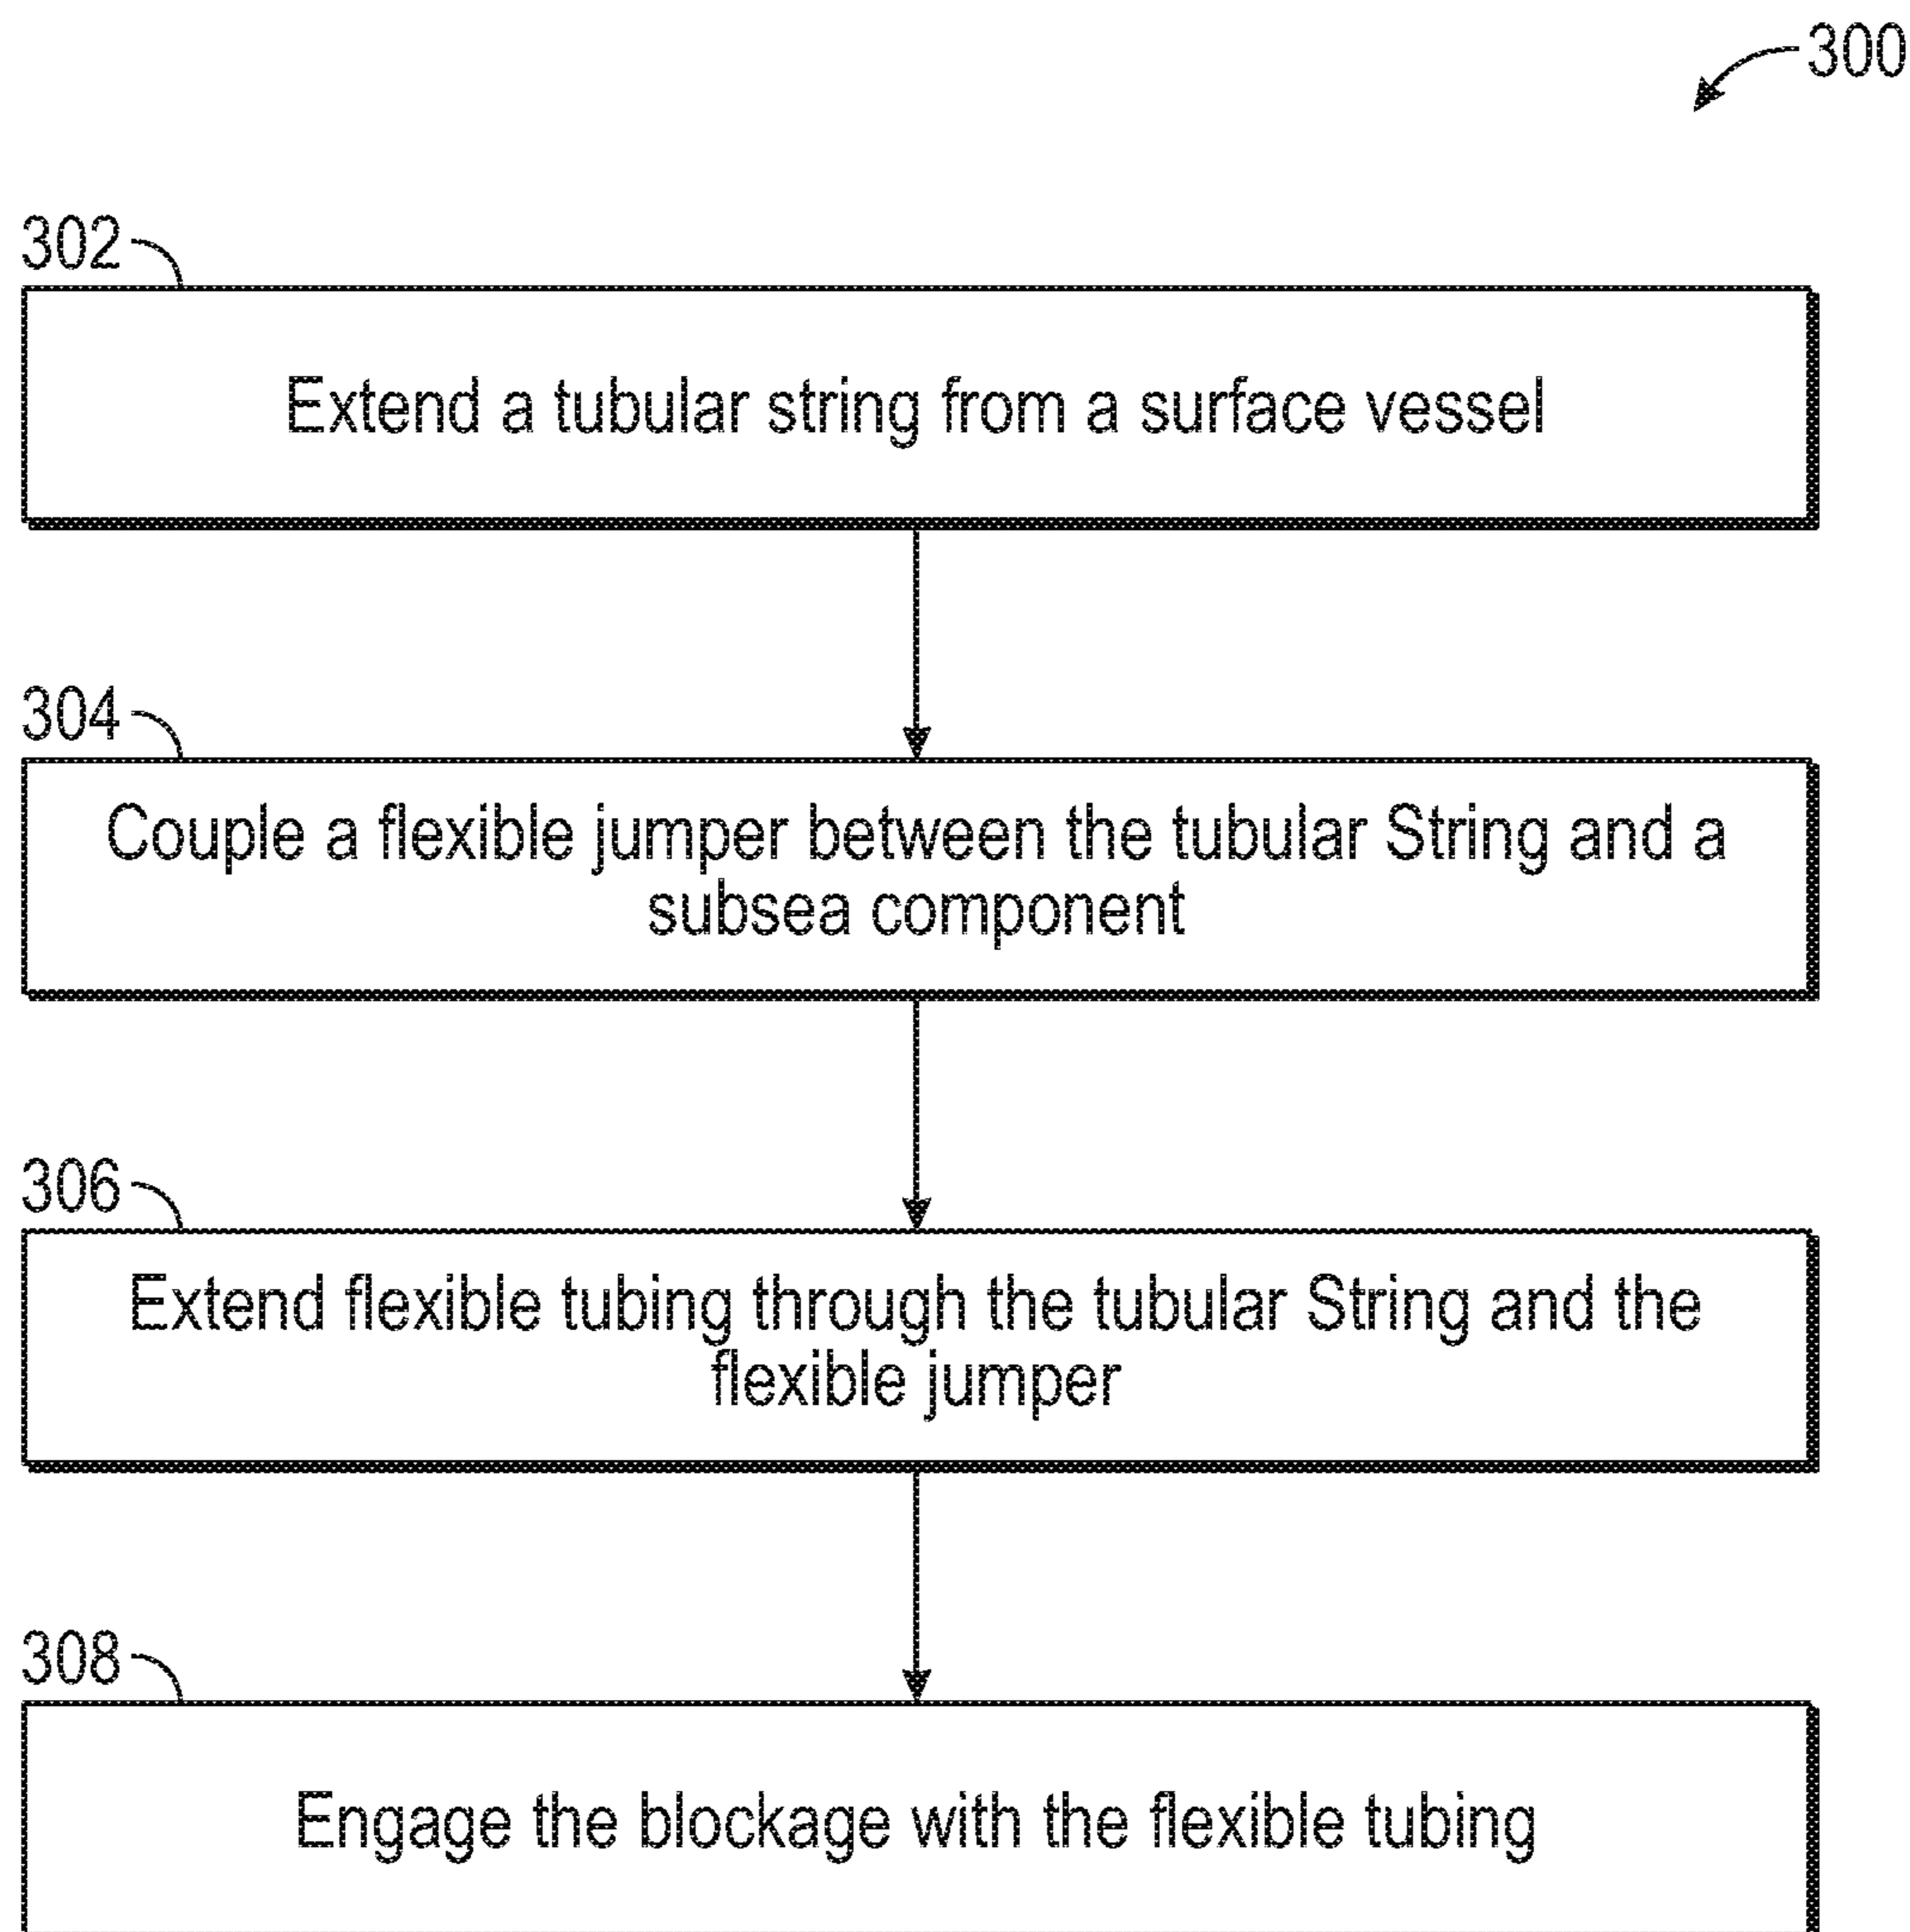 300
302
Extend a tubular string from a surface vessel
304
Couple a flexible jumper between the tubular String and a
subsea component
306
Extend flexible tubing through the tubular String and the
flexible jumper
308
Engage the blockage with the flexible tubing